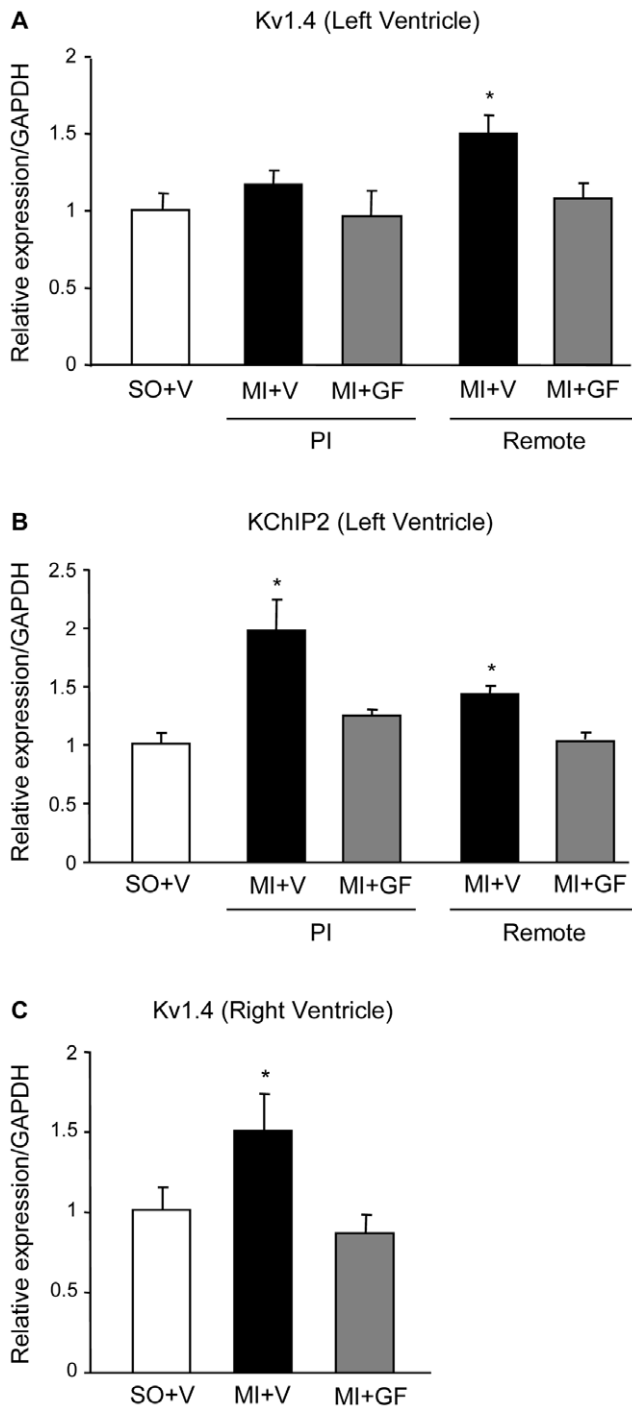 A
Kv1.4 (Left Ventricle)
Relative expression/GAPDH
2
1.5
1
0.5
0
*
SO+V MI+V MI+GF MI+V MI+GF
PI Remote
B
KChIP2 (Left Ventricle)
Relative expression/GAPDH
2.5
2
1.5
1
0.5
0
*
*
SO+V MI+V MI+GF MI+V MI+GF
PI Remote
C
Kv1.4 (Right Ventricle)
Relative expression/GAPDH
2
1.5
1
0.5
0
*
SO+V MI+V MI+GF